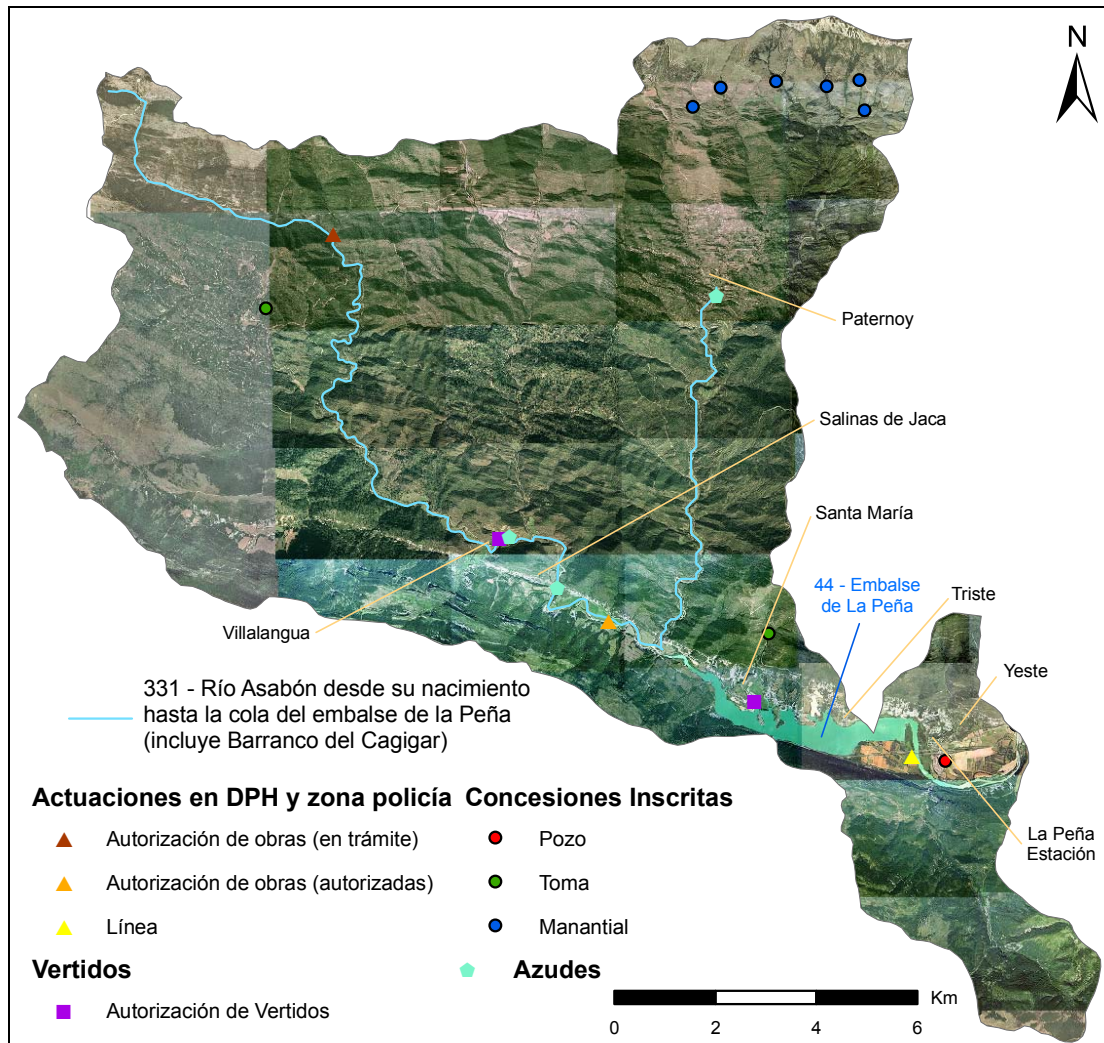 N
Paternoy
Salinas de Jaca
Santa María
44 - Embalse
de La Peña
Triste
Villalangua
Yeste
331 - Río Asabón desde su nacimiento
hasta la cola del embalse de la Peña
(incluye Barranco del Cagigar)
La Peña
Estación
Actuaciones en DPH y zona policía
Autorización de obras (en trámite)
Autorización de obras (autorizadas)
Línea
Vertidos
Autorización de Vertidos
Concesiones Inscritas
Pozo
Toma
Manantial
Azudes
Km
0 2 4 6